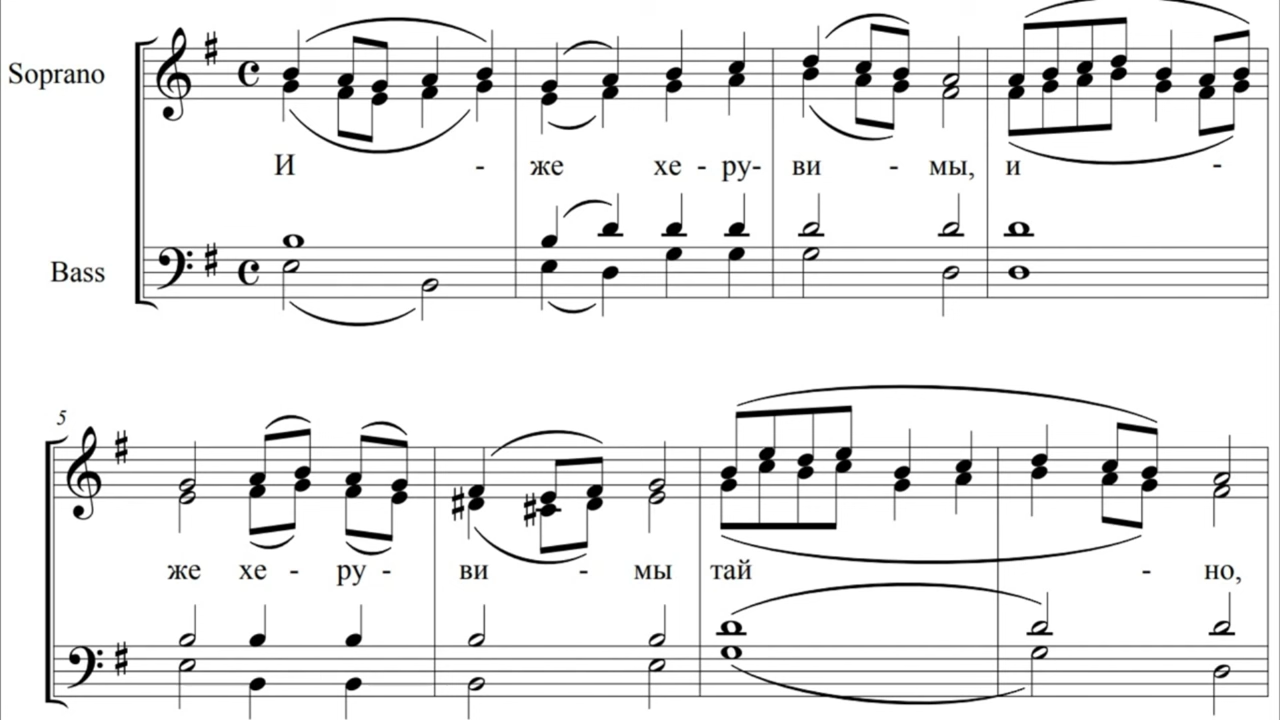 Soprano
И - же хе - ру- ви - мы, и -
Bass
5
же хе - ру - ви - мы тай - но,